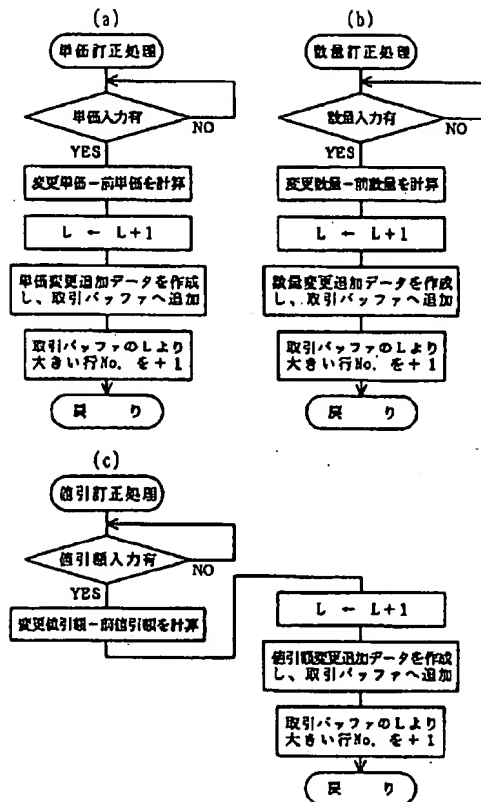 (a)
単価訂正処理
単価入力有
NO
YES
変更単価－前単価を計算
L ← L+1
単価変更追加データを作成
し、取引バッファへ追加
取引バッファのLより
大きい行No. を+1
戻 り
(b)
数量訂正処理
数量入力有
NO
YES
変更数量－前数量を計算
L ← L+1
数量変更追加データを作成
し、取引バッファへ追加
取引バッファのLより
大きい行No. を+1
戻 り
(c)
値引訂正処理
値引額入力有
NO
YES
変更値引額－前値引額を計算
L ← L+1
値引額変更追加データを作成
し、取引バッファへ追加
取引バッファのLより
大きい行No. を+1
戻 り